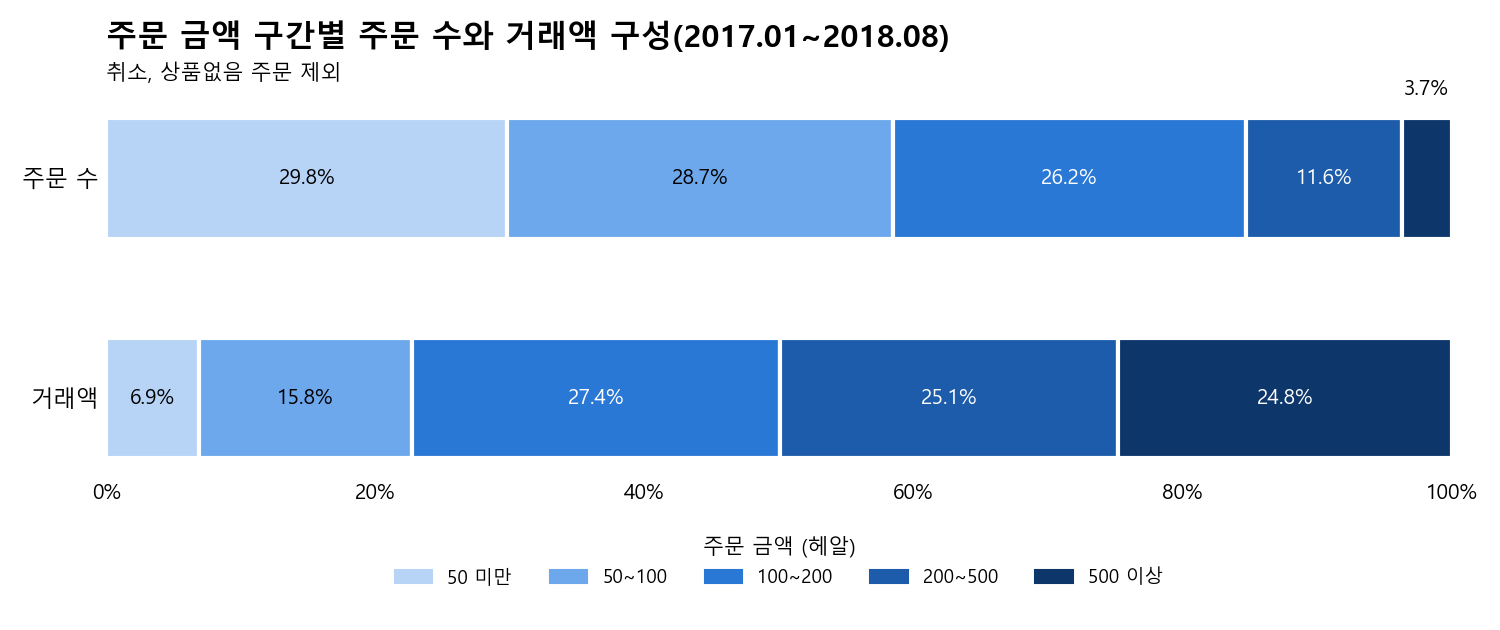 주문 금액 구간별 주문 수와 거래액 구성(2017.01~2018.08)
취소, 상품없음 주문 제외
3.7%
주문 수
29.8%
28.7%
26.2%
11.6%
거래액
6.9%
15.8%
27.4%
25.1%
24.8%
0%
20%
40%
60%
80%
100%
주문 금액 (헤알)
50 미만
50~100
100~200
200~500
500 이상